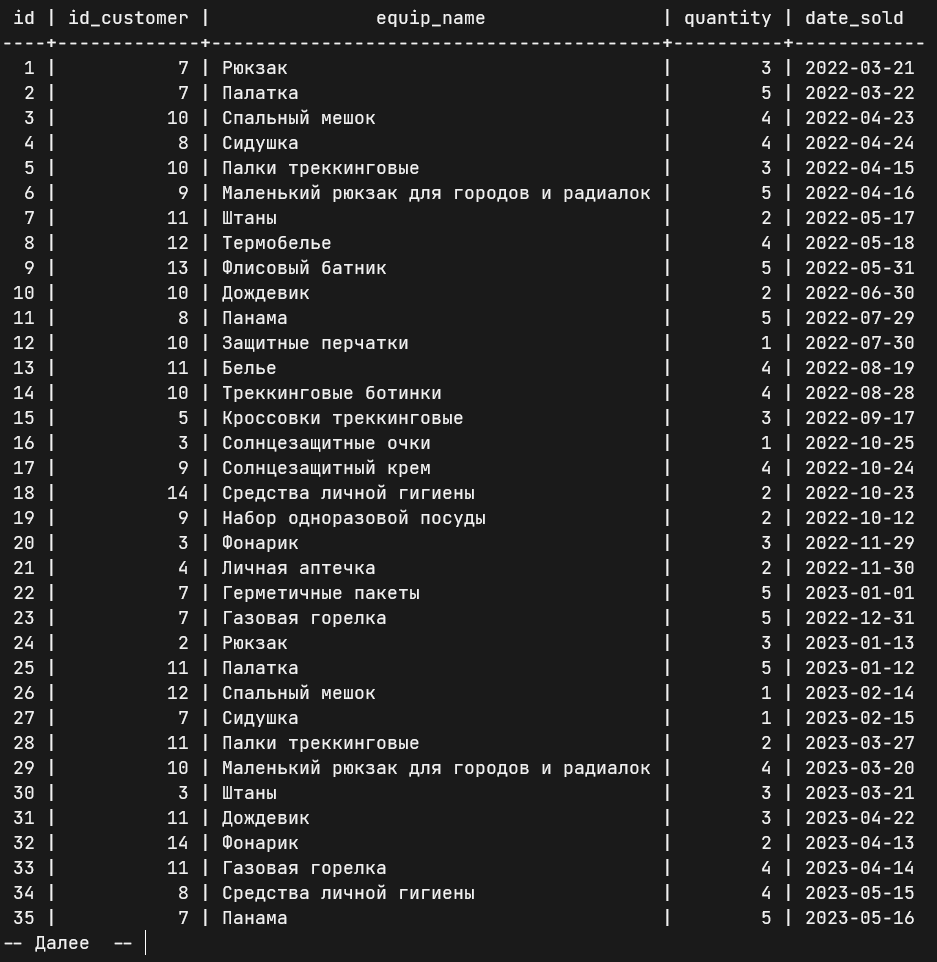 id | id_customer |               equip_name                | quantity | date_sold
----+-------------+-----------------------------------------+----------+------------
  1 |           7 | Рюкзак                                  |        3 | 2022-03-21
  2 |           7 | Палатка                                 |        5 | 2022-03-22
  3 |          10 | Спальный мешок                          |        4 | 2022-04-23
  4 |           8 | Сидушка                                 |        4 | 2022-04-24
  5 |          10 | Палки треккинговые                      |        3 | 2022-04-15
  6 |           9 | Маленький рюкзак для городов и радиалок |        5 | 2022-04-16
  7 |          11 | Штаны                                   |        2 | 2022-05-17
  8 |          12 | Термобелье                              |        4 | 2022-05-18
  9 |          13 | Флисовый батник                         |        5 | 2022-05-31
 10 |          10 | Дождевик                                |        2 | 2022-06-30
 11 |           8 | Панама                                  |        5 | 2022-07-29
 12 |          10 | Защитные перчатки                       |        1 | 2022-07-30
 13 |          11 | Белье                                   |        4 | 2022-08-19
 14 |          10 | Треккинговые ботинки                    |        4 | 2022-08-28
 15 |           5 | Кроссовки треккинговые                  |        3 | 2022-09-17
 16 |           3 | Солнцезащитные очки                     |        1 | 2022-10-25
 17 |           9 | Солнцезащитный крем                     |        4 | 2022-10-24
 18 |          14 | Средства личной гигиены                 |        2 | 2022-10-23
 19 |           9 | Набор одноразовой посуды                |        2 | 2022-10-12
 20 |           3 | Фонарик                                 |        3 | 2022-11-29
 21 |           4 | Личная аптечка                          |        2 | 2022-11-30
 22 |           7 | Герметичные пакеты                      |        5 | 2023-01-01
 23 |           7 | Газовая горелка                         |        5 | 2022-12-31
 24 |           2 | Рюкзак                                  |        3 | 2023-01-13
 25 |          11 | Палатка                                 |        5 | 2023-01-12
 26 |          12 | Спальный мешок                          |        1 | 2023-02-14
 27 |           7 | Сидушка                                 |        1 | 2023-02-15
 28 |          11 | Палки треккинговые                      |        2 | 2023-03-27
 29 |          10 | Маленький рюкзак для городов и радиалок |        4 | 2023-03-20
 30 |           3 | Штаны                                   |        3 | 2023-03-21
 31 |          11 | Дождевик                                |        3 | 2023-04-22
 32 |          14 | Фонарик                                 |        2 | 2023-04-13
 33 |          11 | Газовая горелка                         |        4 | 2023-04-14
 34 |           8 | Средства личной гигиены                 |        4 | 2023-05-15
 35 |           7 | Панама                                  |        5 | 2023-05-16
-- Далее  --